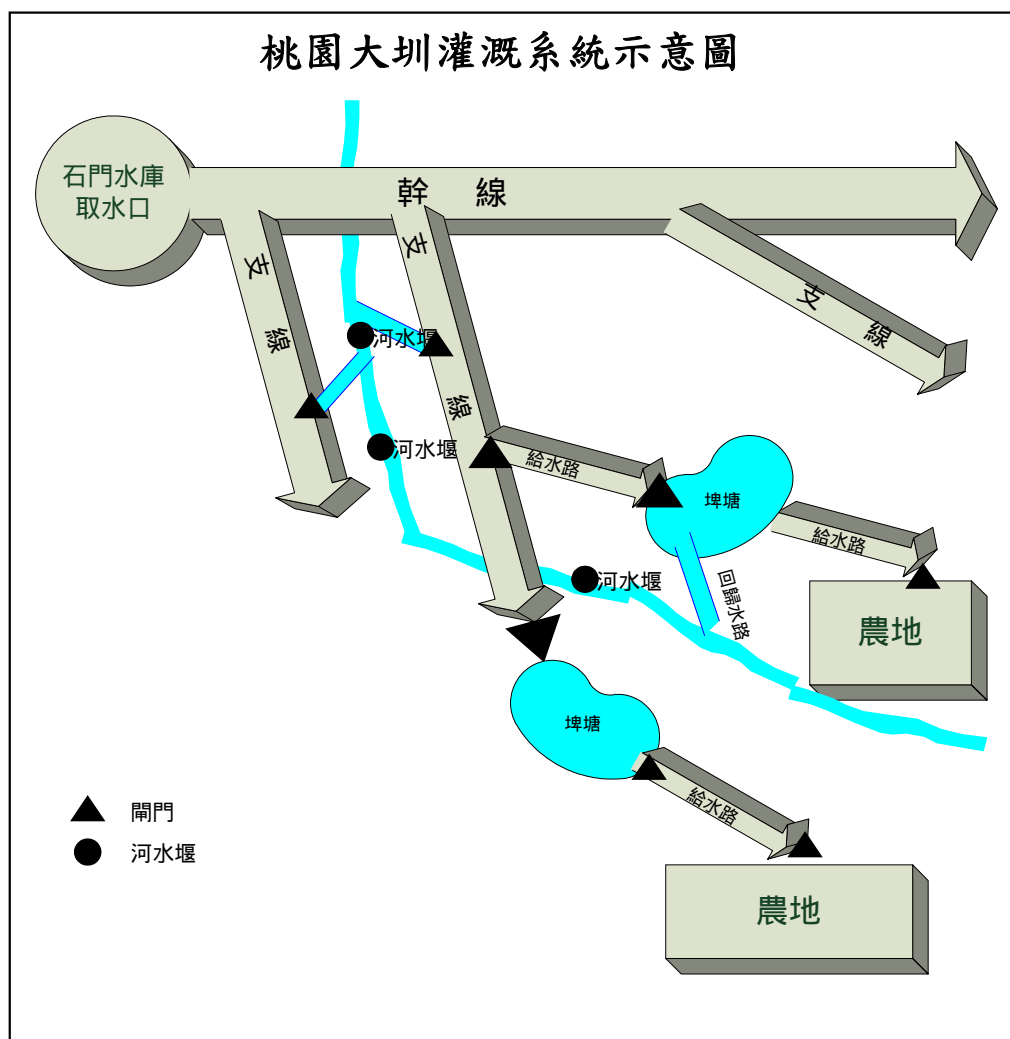 桃園大圳灌溉系統示意圖
石門水庫
取水口
幹 線
支 線
支 線
支 線
河水堰
河水堰
給水路
埤塘
給水路
河水堰
回歸水路
農地
埤塘
給水路
閘門
河水堰
農地